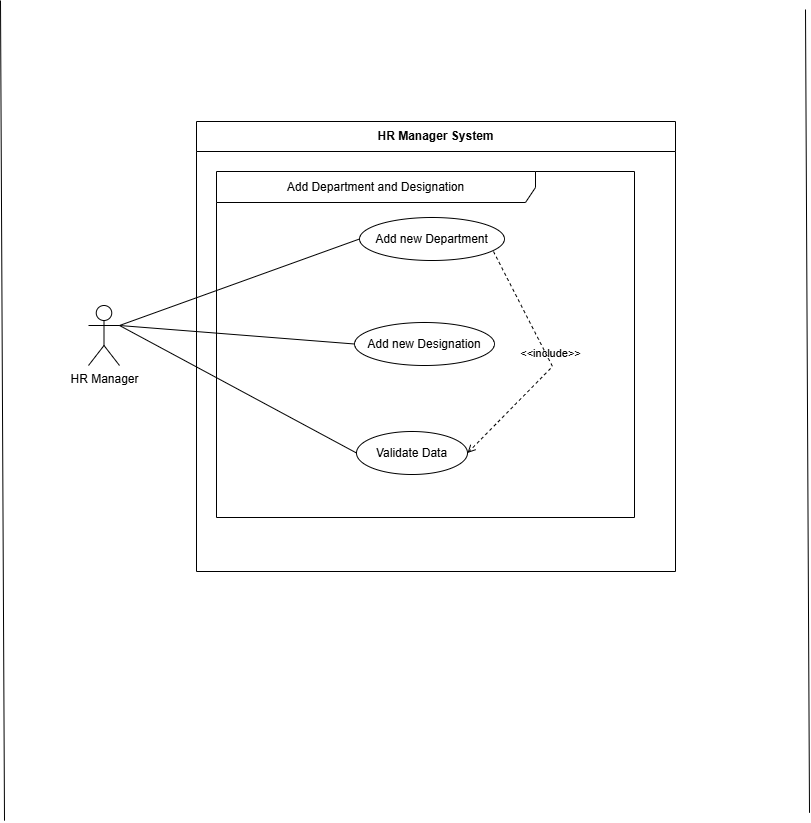 HR Manager System
Add Department and Designation
Add new Department
Add new Designation
<<include>>
HR Manager
Validate Data